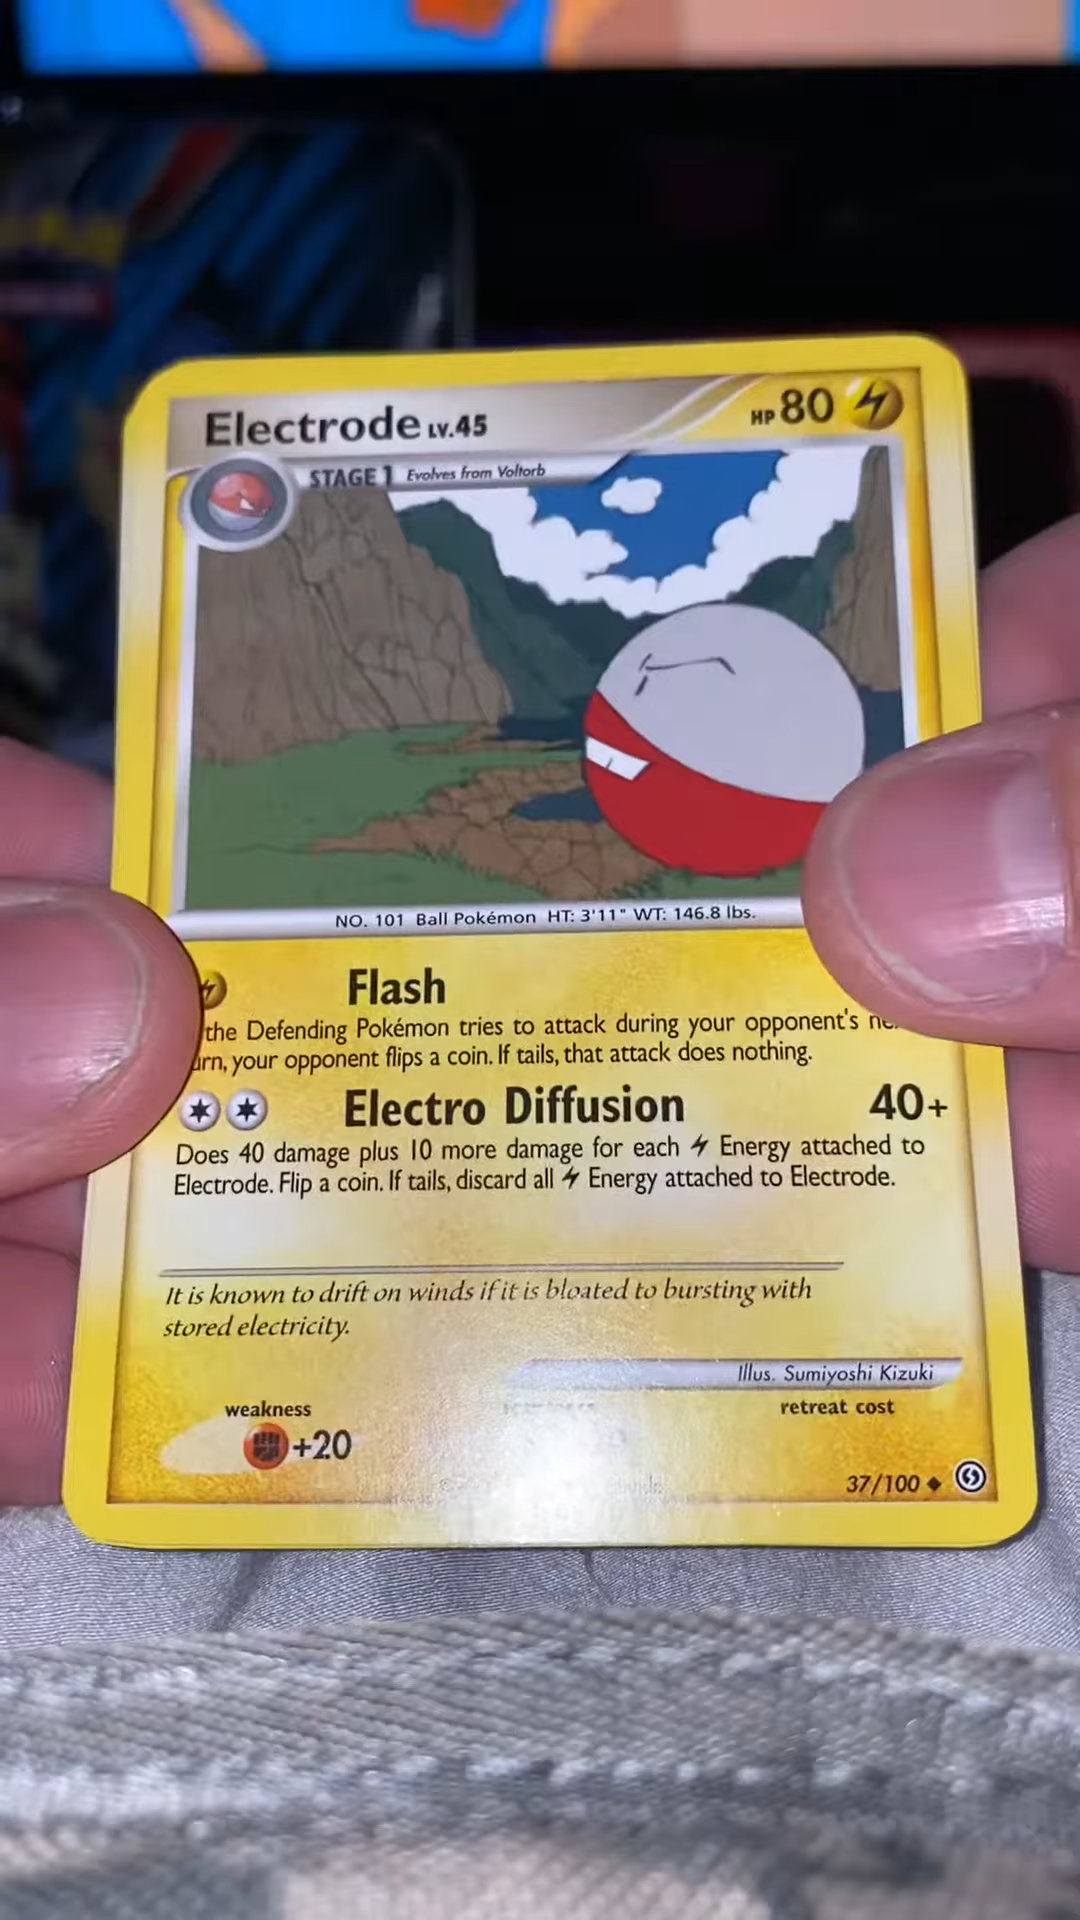 Electrode LV.45
HP 80
STAGE 1 Evolves from Voltorb
NO. 101 Ball Pokémon HT: 3'11" WT: 146.8 lbs.
Flash
the Defending Pokémon tries to attack during your opponent's
your opponent flips a coin. If tails, that attack does nothing.
Electro Diffusion 40+
Does 40 damage plus 10 more damage for each Energy attached to
Electrode. Flip a coin. If tails, discard all Energy attached to Electrode.
It is known to drift on winds if it is bloated to bursting with
stored electricity.
Illus. Sumiyoshi Kizuki
weakness
retreat cost
+20
37/100